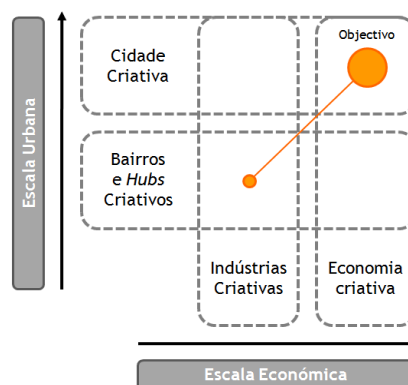 Objectivo
Cidade
Criativa
Escala Urbana
Bairros
e Hubs
Criativos
Indústrias
Criativas
Economia
criativa
Escala Económica